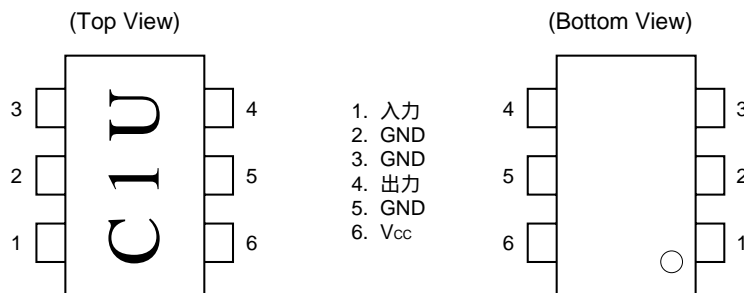 (Top View)
3
2
1
C1U
4
5
6
1. 入力
2. GND
3. GND
4. 出力
5. GND
6. VCC
(Bottom View)
4
5
6
3
2
1